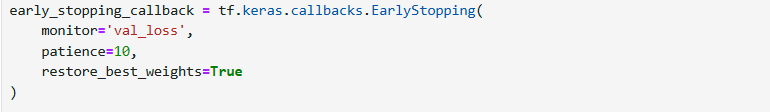 early_stopping_callback = tf.keras.callbacks.EarlyStopping(
    monitor='val_loss',
    patience=10,
    restore_best_weights=True
)